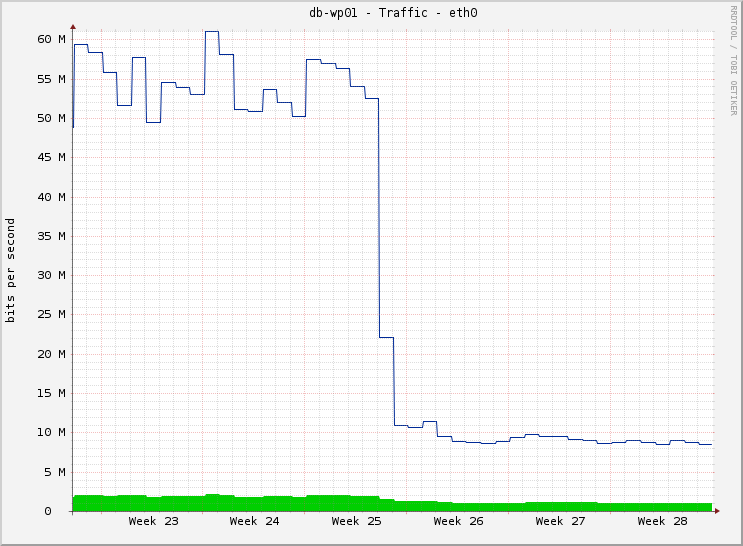 db-wp01 - Traffic - eth0
RRDTOOL / TOBI OETIKER
bits per second
60 M
55 M
50 M
45 M
40 M
35 M
30 M
25 M
20 M
15 M
10 M
5 M
0
Week 23 Week 24 Week 25 Week 26 Week 27 Week 28